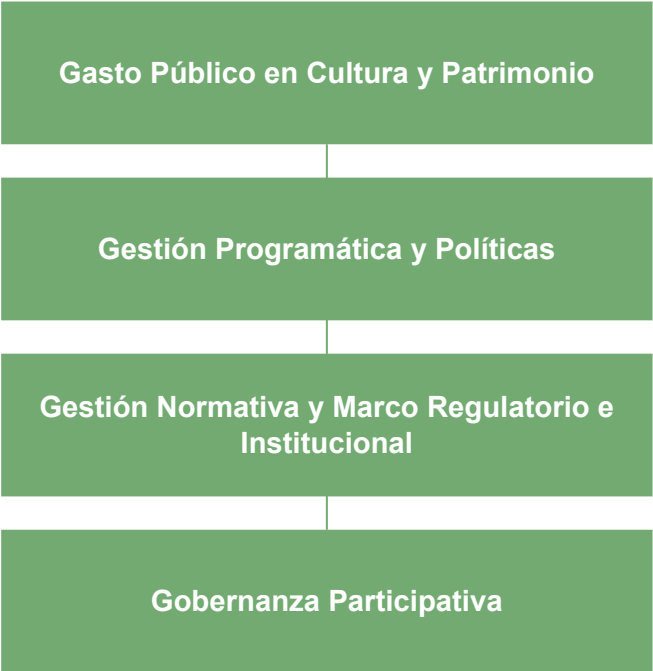 Gasto Público en Cultura y Patrimonio
Gestión Programática y Políticas
Gestión Normativa y Marco Regulatorio e
Institucional
Gobernanza Participativa